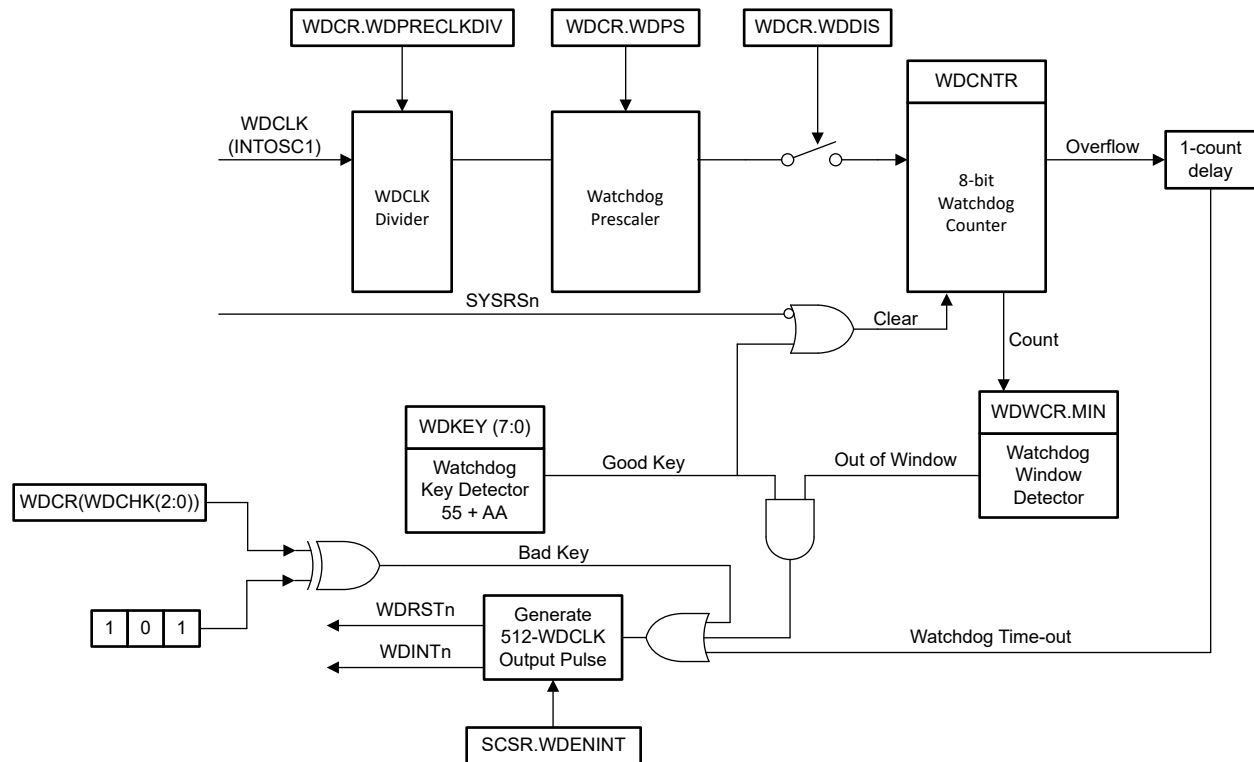 WDCR.WDPRECLKDIV
WDCR.WDPS
WDCR.WDDIS
WDCNTR
WDCLK
(INTOSC1)
Overflow
1-count
delay
WDCLK
Divider
Watchdog
Prescaler
8-bit
Watchdog
Counter
SYSRSn
Clear
Count
WDKEY (7:0)
Watchdog
Key Detector
55 + AA
Good Key
Out of Window
WDWCR.MIN
Watchdog
Window
Detector
WDCR(WDCHK(2:0))
Bad Key
1 0 1
WDRSTn
WDINTn
Generate
512-WDCLK
Output Pulse
Watchdog Time-out
SCSR.WDENINT